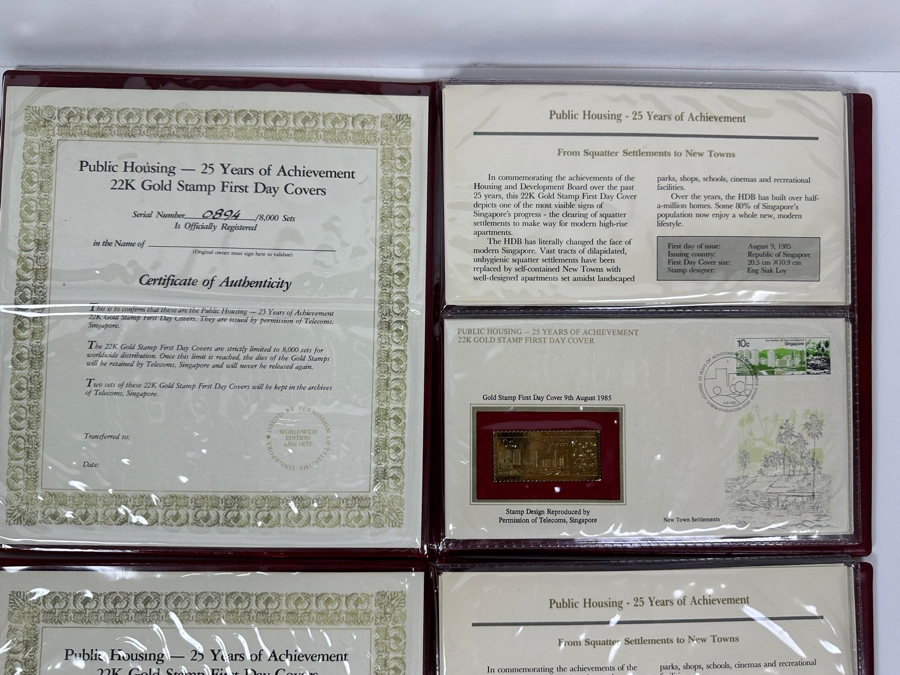 Public Housing — 25 Years of Achievement
22K Gold Stamp First Day Covers
Serial Number 0894 /8,000 Sets
Is Officially Registered
in the Name of
(Original owner must sign here to validate)
Certificate of Authenticity
This is to confirm that these are the Public Housing — 25 Years of Achievement
22K Gold Stamp First Day Covers. They are issued by permission of Telecoms,
Singapore.
The 22K Gold Stamp First Day Covers are strictly limited to 8,000 sets for
worldwide distribution. Once this limit is reached, the dies of the Gold Stamps
will be retained by Telecoms, Singapore and will never be released again.
Two sets of these 22K Gold Stamp First Day Covers will be kept in the archives
of Telecoms, Singapore.
Transferred to:
Date:
ISSUED BY PERMISSION OF TELECOMS, SINGAPORE
WORLDWIDE
EDITION
8,000 SETS
Public Housing - 25 Years of Achievement
From Squatter Settlements to New Towns
In commemorating the achievements of the
Housing and Development Board over the past
25 years, this 22K Gold Stamp First Day Cover
depicts one of the most visible signs of
Singapore's progress - the clearing of squatter
settlements to make way for modern high-rise
apartments.
The HDB has literally changed the face of
modern Singapore. Vast tracts of dilapidated,
unhygienic squatter settlements have been
replaced by self-contained New Towns with
well-designed apartments set amidst landscaped
parks, shops, schools, cinemas and recreational
facilities.
Over the years, the HDB has built over half-
a-million homes. Some 80% of Singapore's
population now enjoy a whole new, modern
lifestyle.
First day of issue: August 9, 1985
Issuing country: Republic of Singapore
First Day Cover size: 20.5 cm ×10.9 cm
Stamp designer: Eng Siak Loy
PUBLIC HOUSING — 25 YEARS OF ACHIEVEMENT
22K GOLD STAMP FIRST DAY COVER
10c
Singapore
Gold Stamp First Day Cover 9th August 1985
Stamp Design Reproduced by
Permission of Telecoms, Singapore
New Town Settlements
Public Housing — 25 Years of Achievement
22K Gold Stamp First Day Covers
Public Housing - 25 Years of Achievement
From Squatter Settlements to New Towns
In commemorating the achievements of the
parks, shops, schools, cinemas and recreational